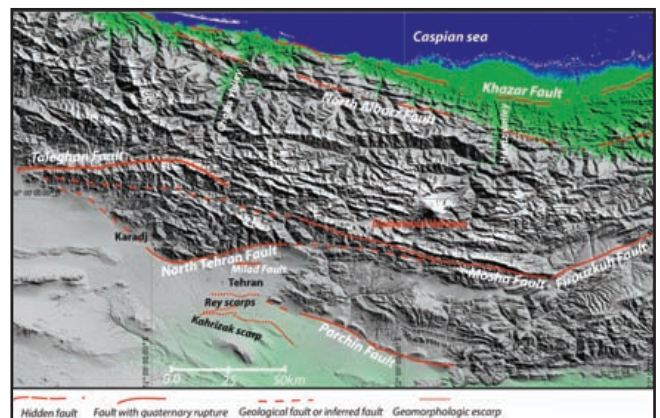 Caspian sea
Khazar Fault
North Alborz Fault
Taleghan Fault
Karadj
North Tehran Fault
Milad Fault
Tehran
Mosha Fault
Firouzkuh Fault
Rey scarps
Kahrizak scarp
Parchin Fault
0.0 25 50km
Hidden fault Fault with quaternary rupture Geological fault or inferred fault Geomorphologic escarp